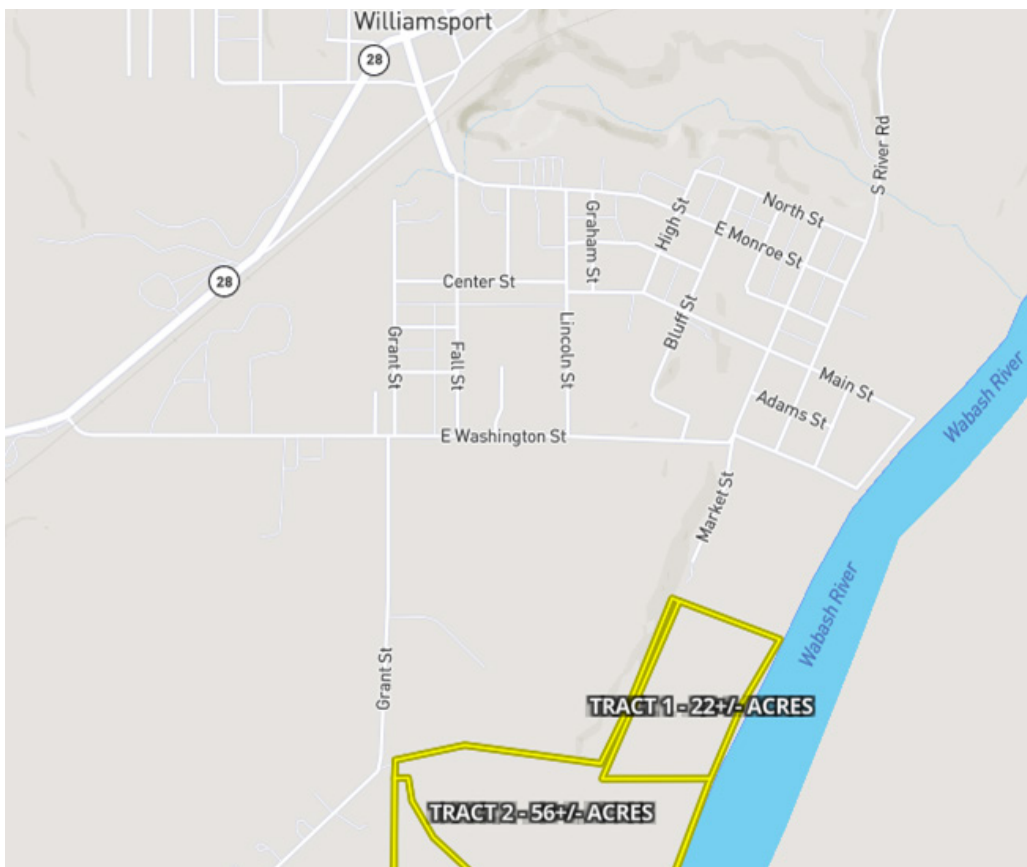 Williamsport
28
S River Rd
North St
High St
Graham St
E Monroe St
Center St
28
Bluff St
Lincoln St
Grant St
Fall St
Wabash River
Main St
Adams St
E Washington St
Market St
Wabash River
Grant St
TRACT 1 - 22+/- ACRES
TRACT 2 - 56+/- ACRES